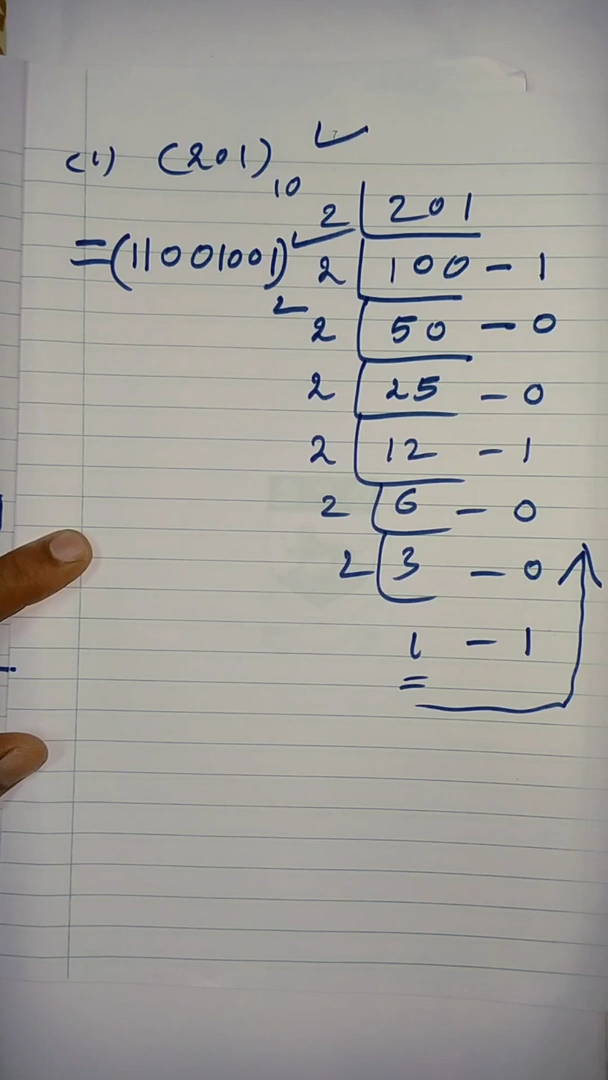 (1) (201)10
= (11001001)2
2 | 201
2 | 100 - 1
2 | 50 - 0
2 | 25 - 0
2 | 12 - 1
2 | 6 - 0
2 | 3 - 0
1 - 1